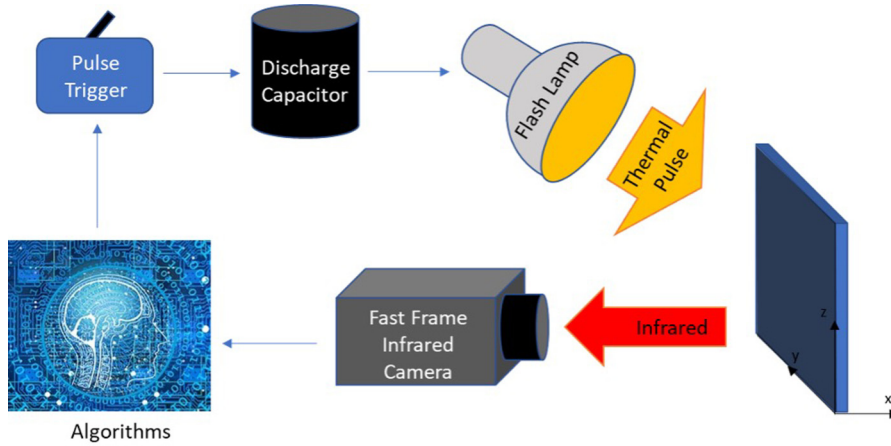 Pulse
Trigger
Discharge
Capacitor
Flash Lamp
Thermal
Pulse
Fast Frame
Infrared
Camera
Infrared
z
y
x
Algorithms